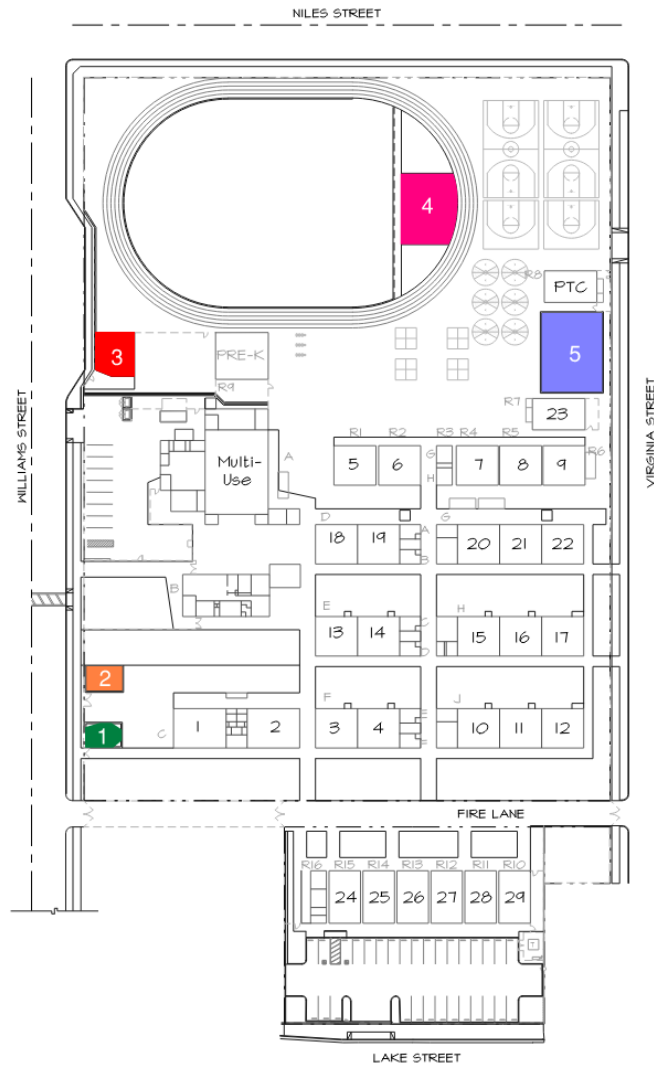 NILES STREET
WILLIAMS STREET
VIRGINIA STREET
4
R8
PTC
3
PRE-K
R9
5
R7
23
Multi-
Use
A
R1 R2 R3 R4 R5 R6
5 6 G H 7 8 9
D G
18 19 A B 20 21 22
B
E H
13 14 C D 15 16 17
2
F J
1 C 1 2 3 4 E F 10 11 12
FIRE LANE
R16 R15 R14 R13 R12 R11 R10
24 25 26 27 28 29
LAKE STREET